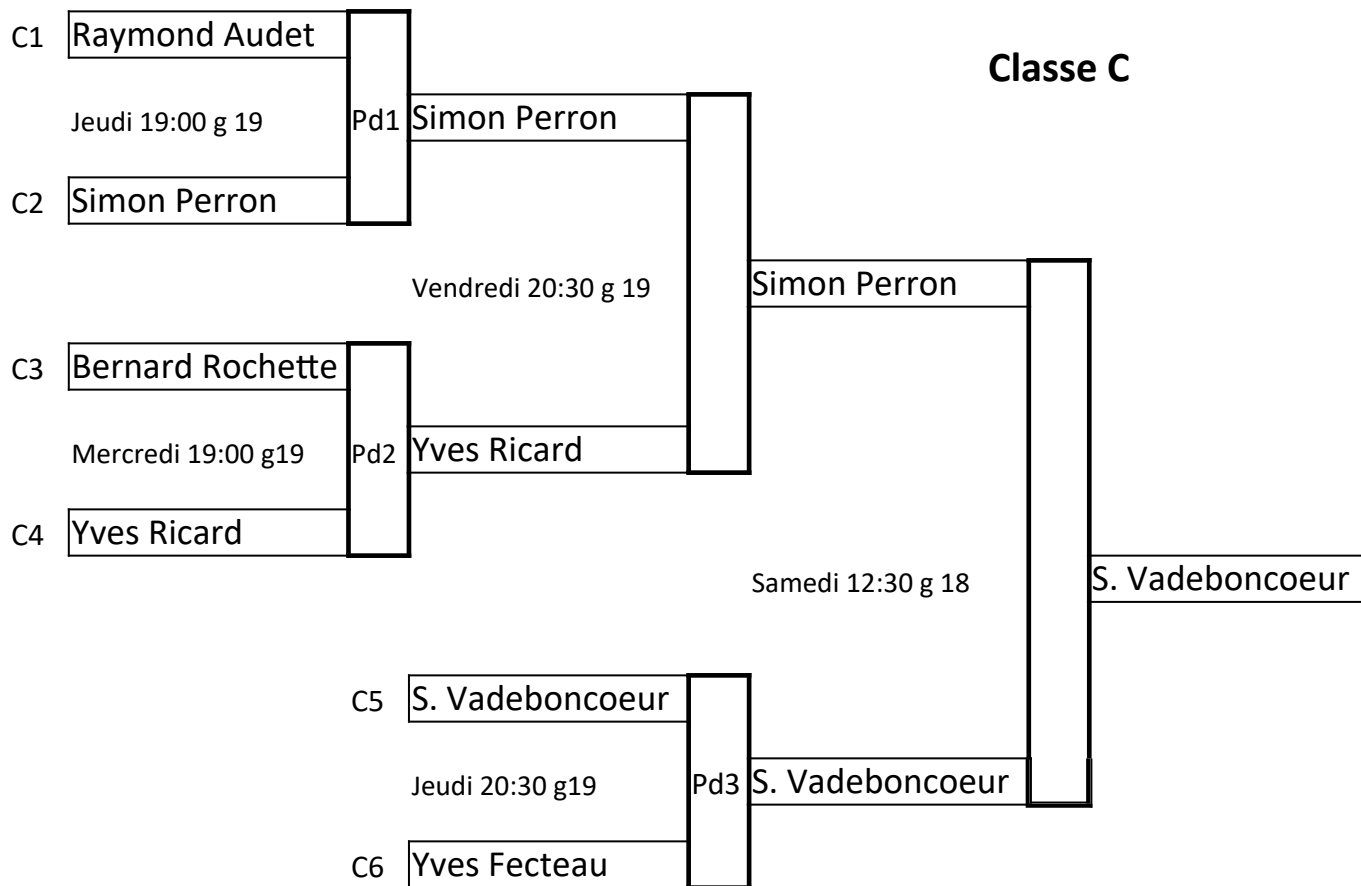 C1 Raymond Audet
Classe C
Jeudi 19:00 g 19 Pd1 Simon Perron
C2 Simon Perron
Vendredi 20:30 g 19 Simon Perron
C3 Bernard Rochette
Mercredi 19:00 g19 Pd2 Yves Ricard
C4 Yves Ricard
Samedi 12:30 g 18 S. Vadeboncoeur
C5 S. Vadeboncoeur
Jeudi 20:30 g19 Pd3 S. Vadeboncoeur
C6 Yves Fecteau